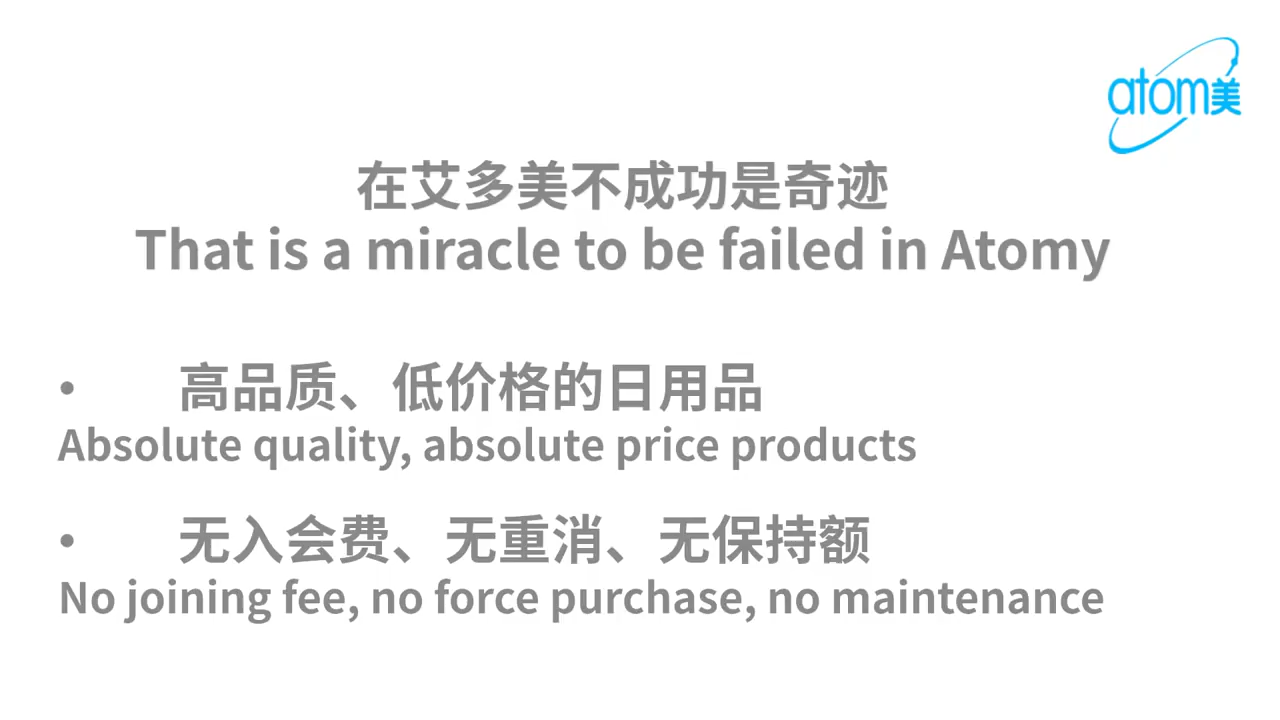 atom美
在艾多美不成功是奇迹
That is a miracle to be failed in Atomy
• 高品质、低价格的日用品
Absolute quality, absolute price products
• 无入会费、无重消、无保持额
No joining fee, no force purchase, no maintenance